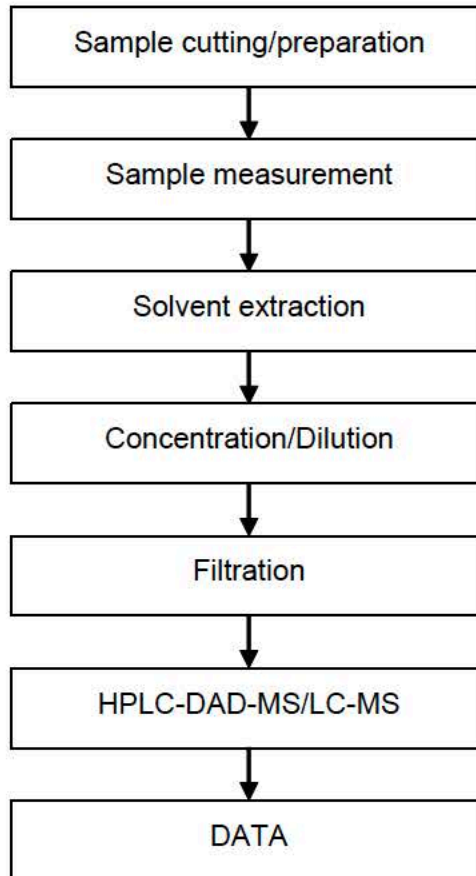 Sample cutting/preparation
Sample measurement
Solvent extraction
Concentration/Dilution
Filtration
HPLC-DAD-MS/LC-MS
DATA